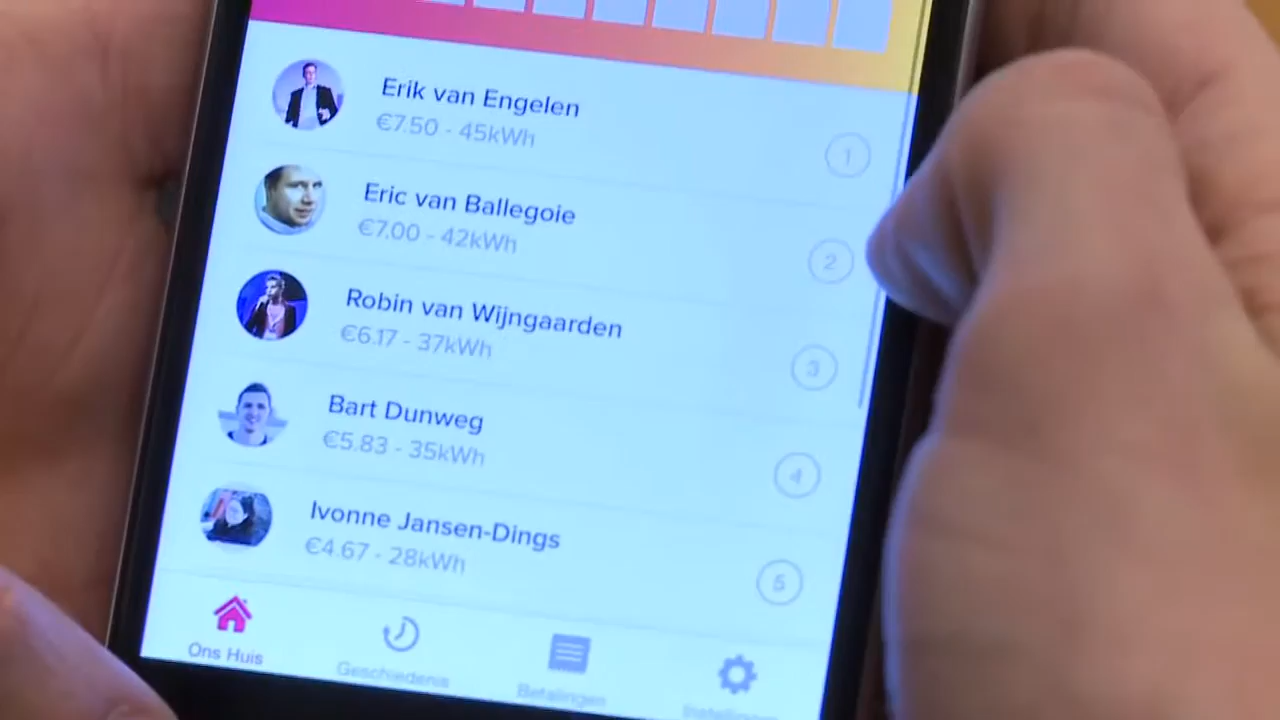 Erik van Engelen
€7.50 - 45kWh
1
Eric van Ballegoie
€7.00 - 42kWh
2
Robin van Wijngaarden
€6.17 - 37kWh
3
Bart Dunweg
€5.83 - 35kWh
4
Ivonne Jansen-Dings
€4.67 - 28kWh
5
Ons Huis
Geschiedenis
Betalingen
Instellingen